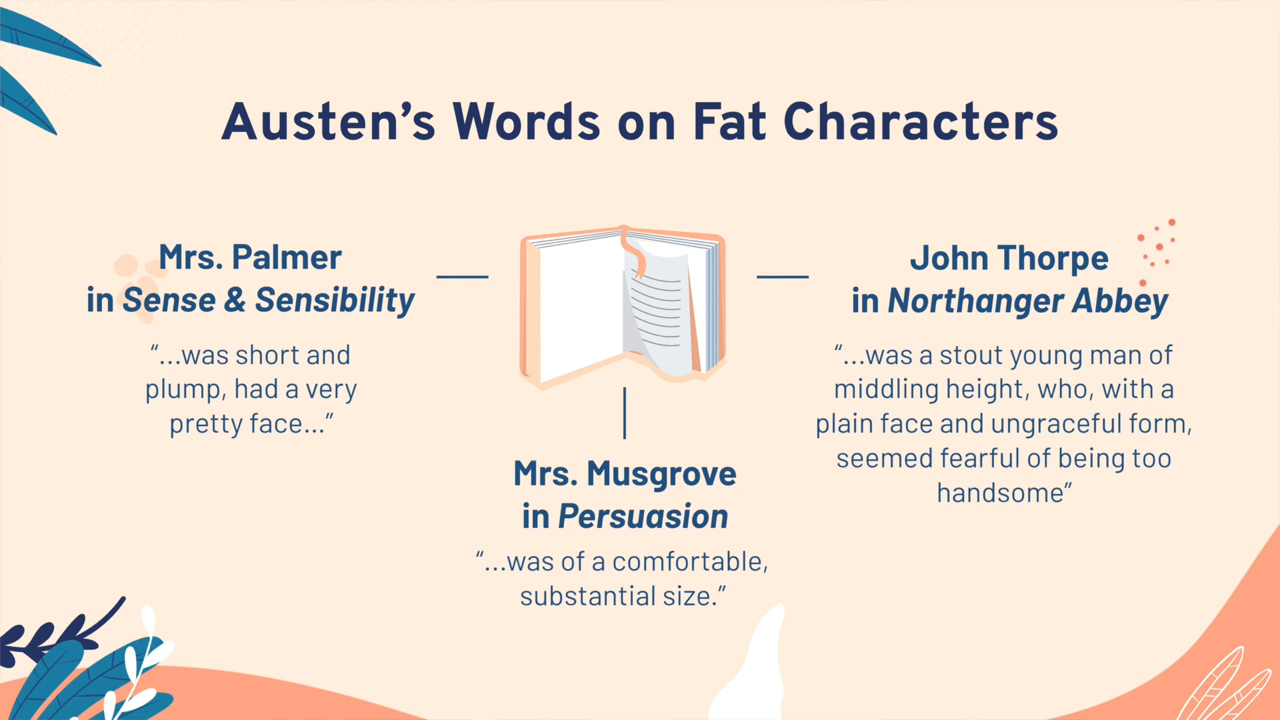 Austen’s Words on Fat Characters
Mrs. Palmer
in Sense & Sensibility
“...was short and
plump, had a very
pretty face...”
Mrs. Musgrove
in Persuasion
“...was of a comfortable,
substantial size.”
John Thorpe
in Northanger Abbey
“...was a stout young man of
middling height, who, with a
plain face and ungraceful form,
seemed fearful of being too
handsome”